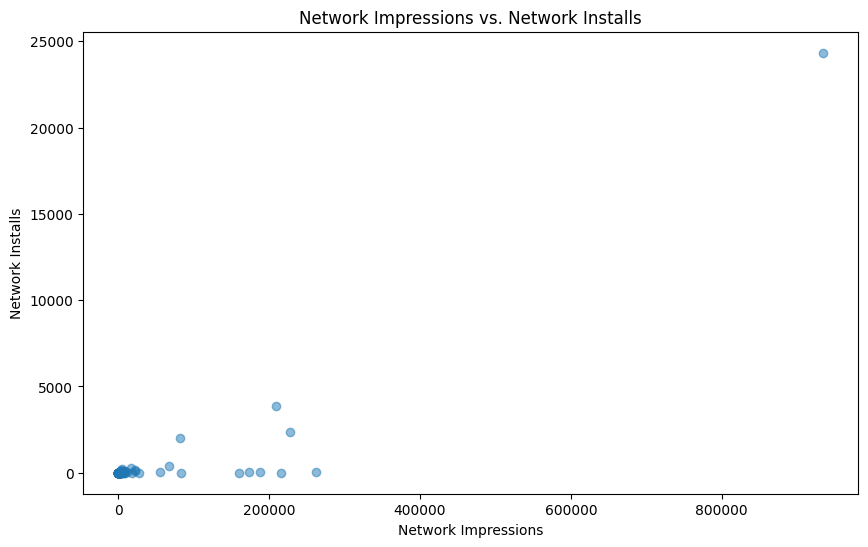 Network Impressions vs. Network Installs
25000
20000
15000
10000
5000
0
Network Installs
0 200000 400000 600000 800000
Network Impressions